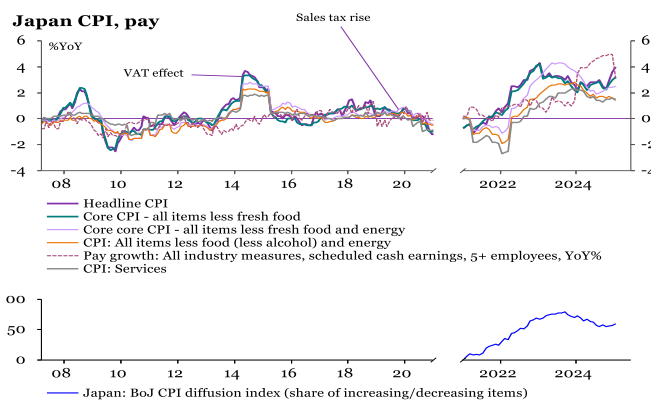 Japan CPI, pay
Sales tax rise
6 6
%YoY
4 4
VAT effect
2 2
0 0
-2 -2
-4 -4
08 10 12 14 16 18 20 2022 2024
Headline CPI
Core CPI - all items less fresh food
Core core CPI - all items less fresh food and energy
CPI: All items less food (less alcohol) and energy
Pay growth: All industry measures, scheduled cash earnings, 5+ employees, YoY%
CPI: Services
00
50
0
08 10 12 14 16 18 20 2022 2024
Japan: BoJ CPI diffusion index (share of increasing/decreasing items)